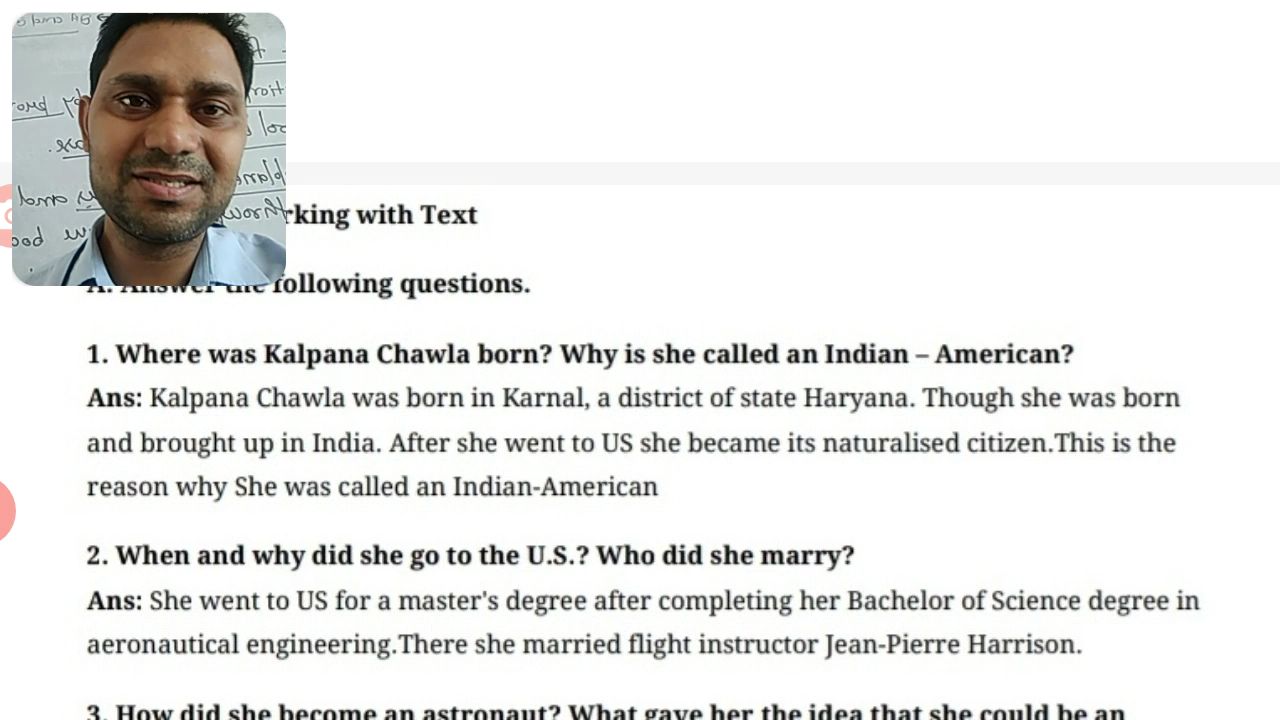 rking with Text
A. Answer the following questions.
1. Where was Kalpana Chawla born? Why is she called an Indian – American?
Ans: Kalpana Chawla was born in Karnal, a district of state Haryana. Though she was born
and brought up in India. After she went to US she became its naturalised citizen.This is the
reason why She was called an Indian-American
2. When and why did she go to the U.S.? Who did she marry?
Ans: She went to US for a master's degree after completing her Bachelor of Science degree in
aeronautical engineering.There she married flight instructor Jean-Pierre Harrison.
3. How did she become an astronaut? What gave her the idea that she could be an